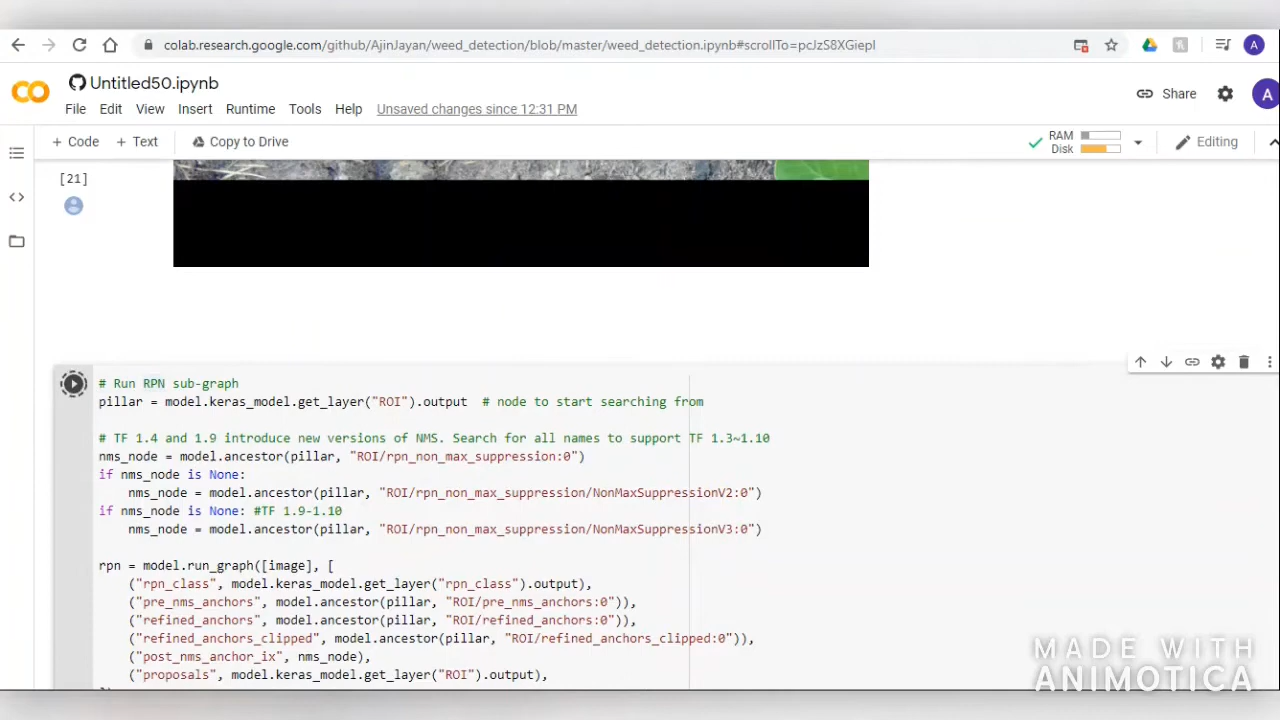 colab.research.google.com/github/AjinJayan/weed_detection/blob/master/weed_detection.ipynb#scrollTo=pcJzS8XGiepI
A
CO Untitled50.ipynb
File Edit View Insert Runtime Tools Help Unsaved changes since 12:31 PM
Share
A
+ Code + Text Copy to Drive
RAM
Disk
Editing
[21]
# Run RPN sub-graph
pillar = model.keras_model.get_layer("ROI").output  # node to start searching from
# TF 1.4 and 1.9 introduce new versions of NMS. Search for all names to support TF 1.3~1.10
nms_node = model.ancestor(pillar, "ROI/rpn_non_max_suppression:0")
if nms_node is None:
    nms_node = model.ancestor(pillar, "ROI/rpn_non_max_suppression/NonMaxSuppressionV2:0")
if nms_node is None: #TF 1.9-1.10
    nms_node = model.ancestor(pillar, "ROI/rpn_non_max_suppression/NonMaxSuppressionV3:0")
rpn = model.run_graph([image], [
    ("rpn_class", model.keras_model.get_layer("rpn_class").output),
    ("pre_nms_anchors", model.ancestor(pillar, "ROI/pre_nms_anchors:0")),
    ("refined_anchors", model.ancestor(pillar, "ROI/refined_anchors:0")),
    ("refined_anchors_clipped", model.ancestor(pillar, "ROI/refined_anchors_clipped:0")),
    ("post_nms_anchor_ix", nms_node),
    ("proposals", model.keras_model.get_layer("ROI").output),
MADE WITH
ANIMOTICA